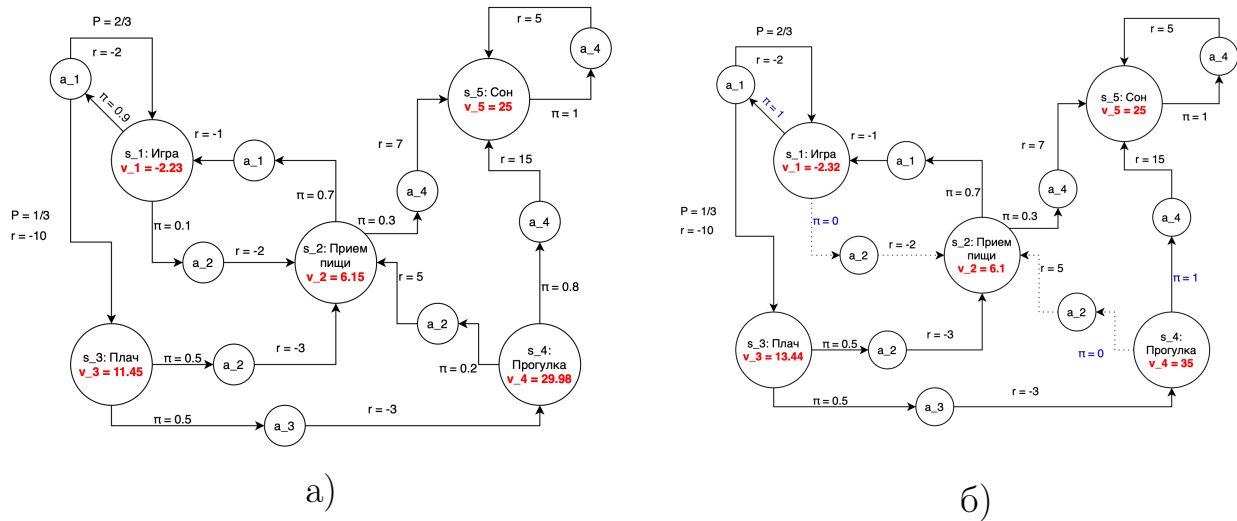 P = 2/3
r = -2
a_1
π = 0.9
s_1: Игра
v_1 = -2.23
r = -1
a_1
π = 0.7
π = 0.1
a_2
r = -2
P = 1/3
r = -10
s_2: Прием
пищи
v_2 = 6.15
π = 0.3
a_4
r = 7
s_5: Сон
v_5 = 25
r = 5
a_4
π = 1
r = 15
a_4
π = 0.8
r = 5
a_2
π = 0.2
s_4:
Прогулка
v_4 = 29.98
s_3: Плач
v_3 = 11.45
π = 0.5
a_2
r = -3
π = 0.5
a_3
r = -3
а)
P = 2/3
r = -2
a_1
π = 1
s_1: Игра
v_1 = -2.32
r = -1
a_1
π = 0.7
π = 0
a_2
r = -2
P = 1/3
r = -10
s_2: Прием
пищи
v_2 = 6.1
π = 0.3
a_4
r = 7
s_5: Сон
v_5 = 25
r = 5
a_4
π = 1
r = 15
a_4
π = 1
r = 5
a_2
π = 0
s_4:
Прогулка
v_4 = 35
s_3: Плач
v_3 = 13.44
π = 0.5
a_2
r = -3
π = 0.5
a_3
r = -3
б)